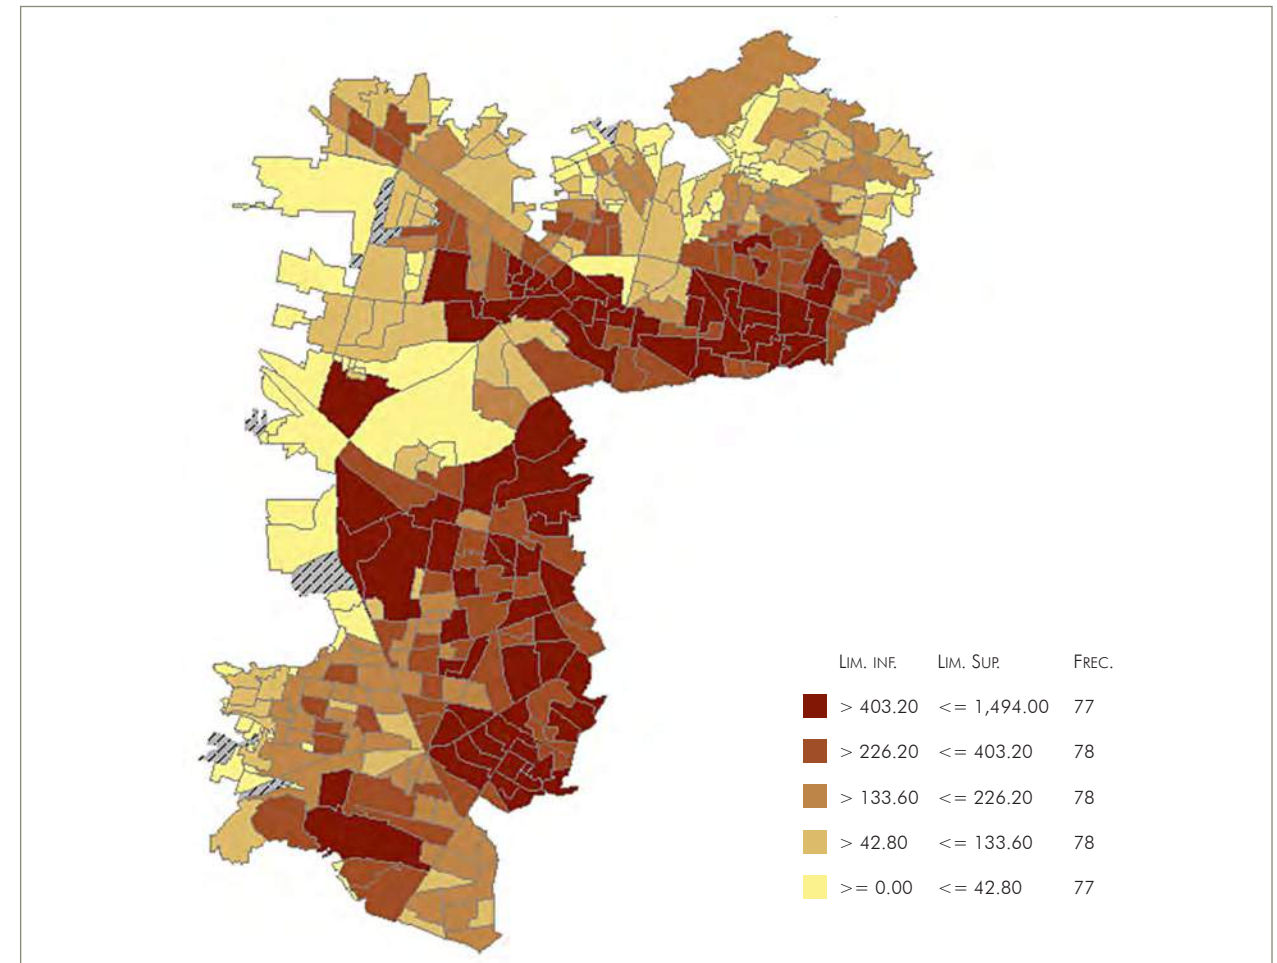 LIM. INF. LIM. SUP. FREC.
> 403.20 <= 1,494.00 77
> 226.20 <= 403.20 78
> 133.60 <= 226.20 78
> 42.80 <= 133.60 78
>= 0.00 <= 42.80 77